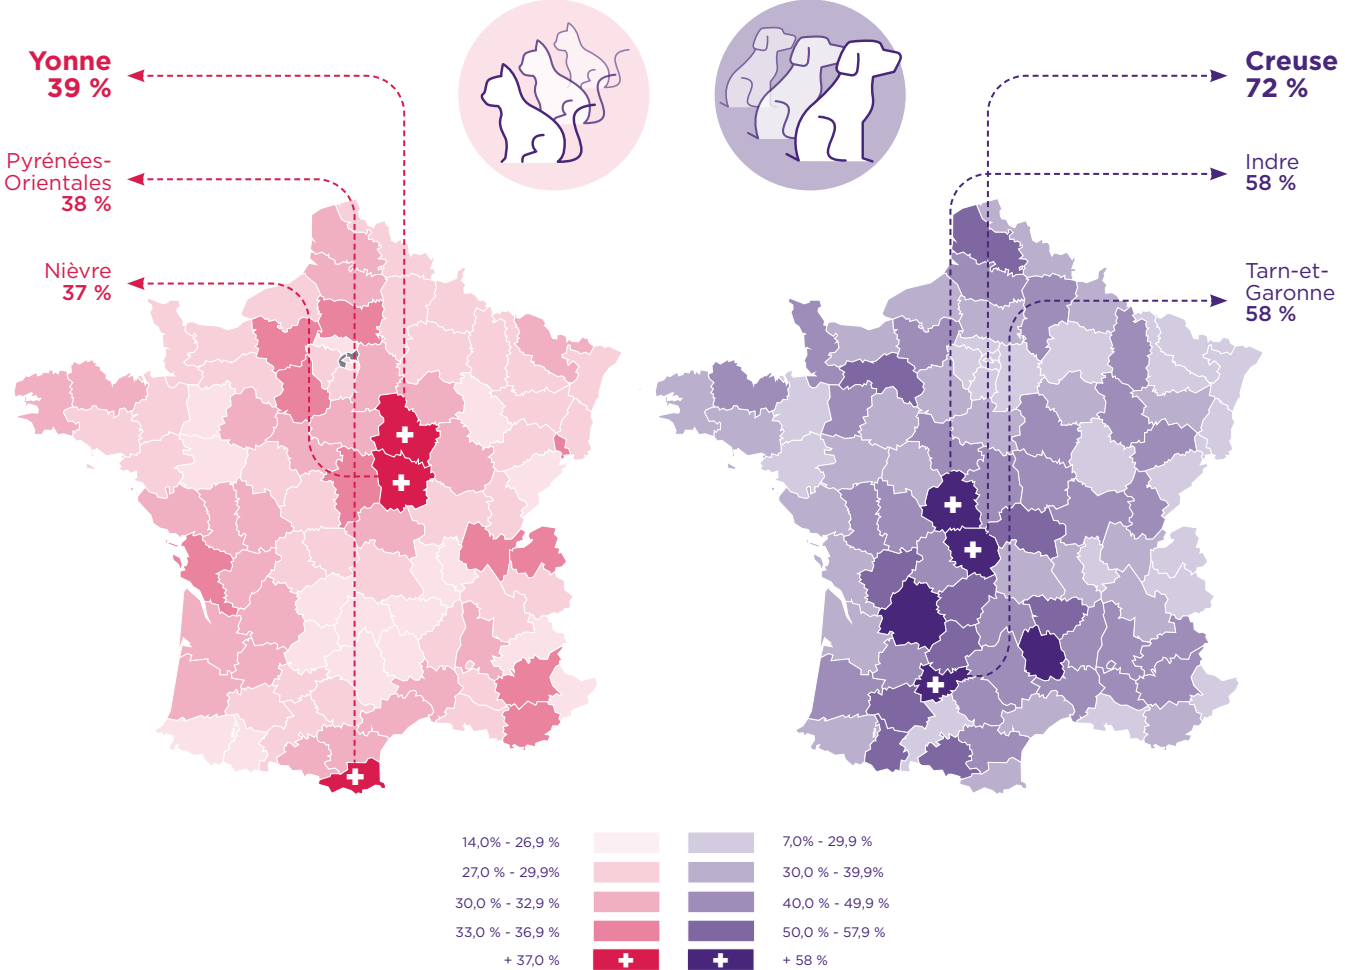 Yonne
39 %
Pyrénées-
Orientales
38 %
Nièvre
37 %
Creuse
72 %
Indre
58 %
Tarn-et-
Garonne
58 %
14,0% - 26,9 %
7,0% - 29,9 %
27,0 % - 29,9%
30,0 % - 39,9%
30,0 % - 32,9 %
40,0 % - 49,9 %
33,0 % - 36,9 %
50,0 % - 57,9 %
+ 37,0 %
+ 58 %